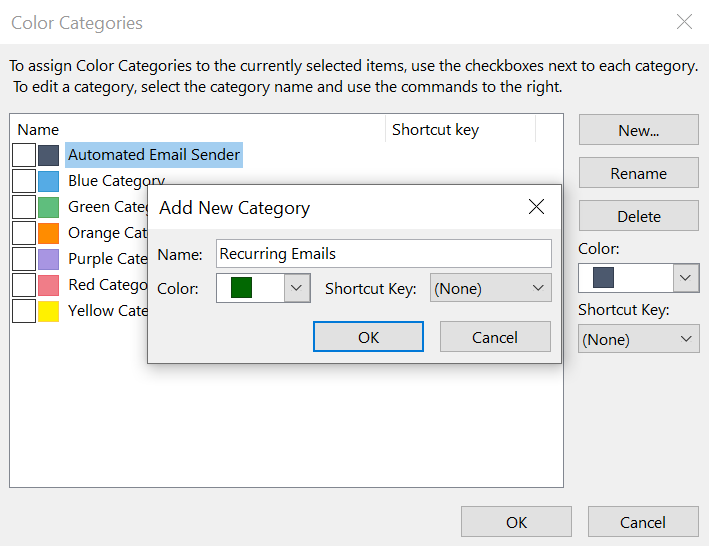 Color Categories
To assign Color Categories to the currently selected items, use the checkboxes next to each category.
To edit a category, select the category name and use the commands to the right.
Name Shortcut key
New...
Automated Email Sender
Rename
Blue Category
Green Categ
Delete
Orange Cat
Purple Cate
Red Catego
Yellow Cate
Color:
Shortcut Key:
(None)
Add New Category
Name: Recurring Emails
Color: Shortcut Key: (None)
OK Cancel
OK Cancel